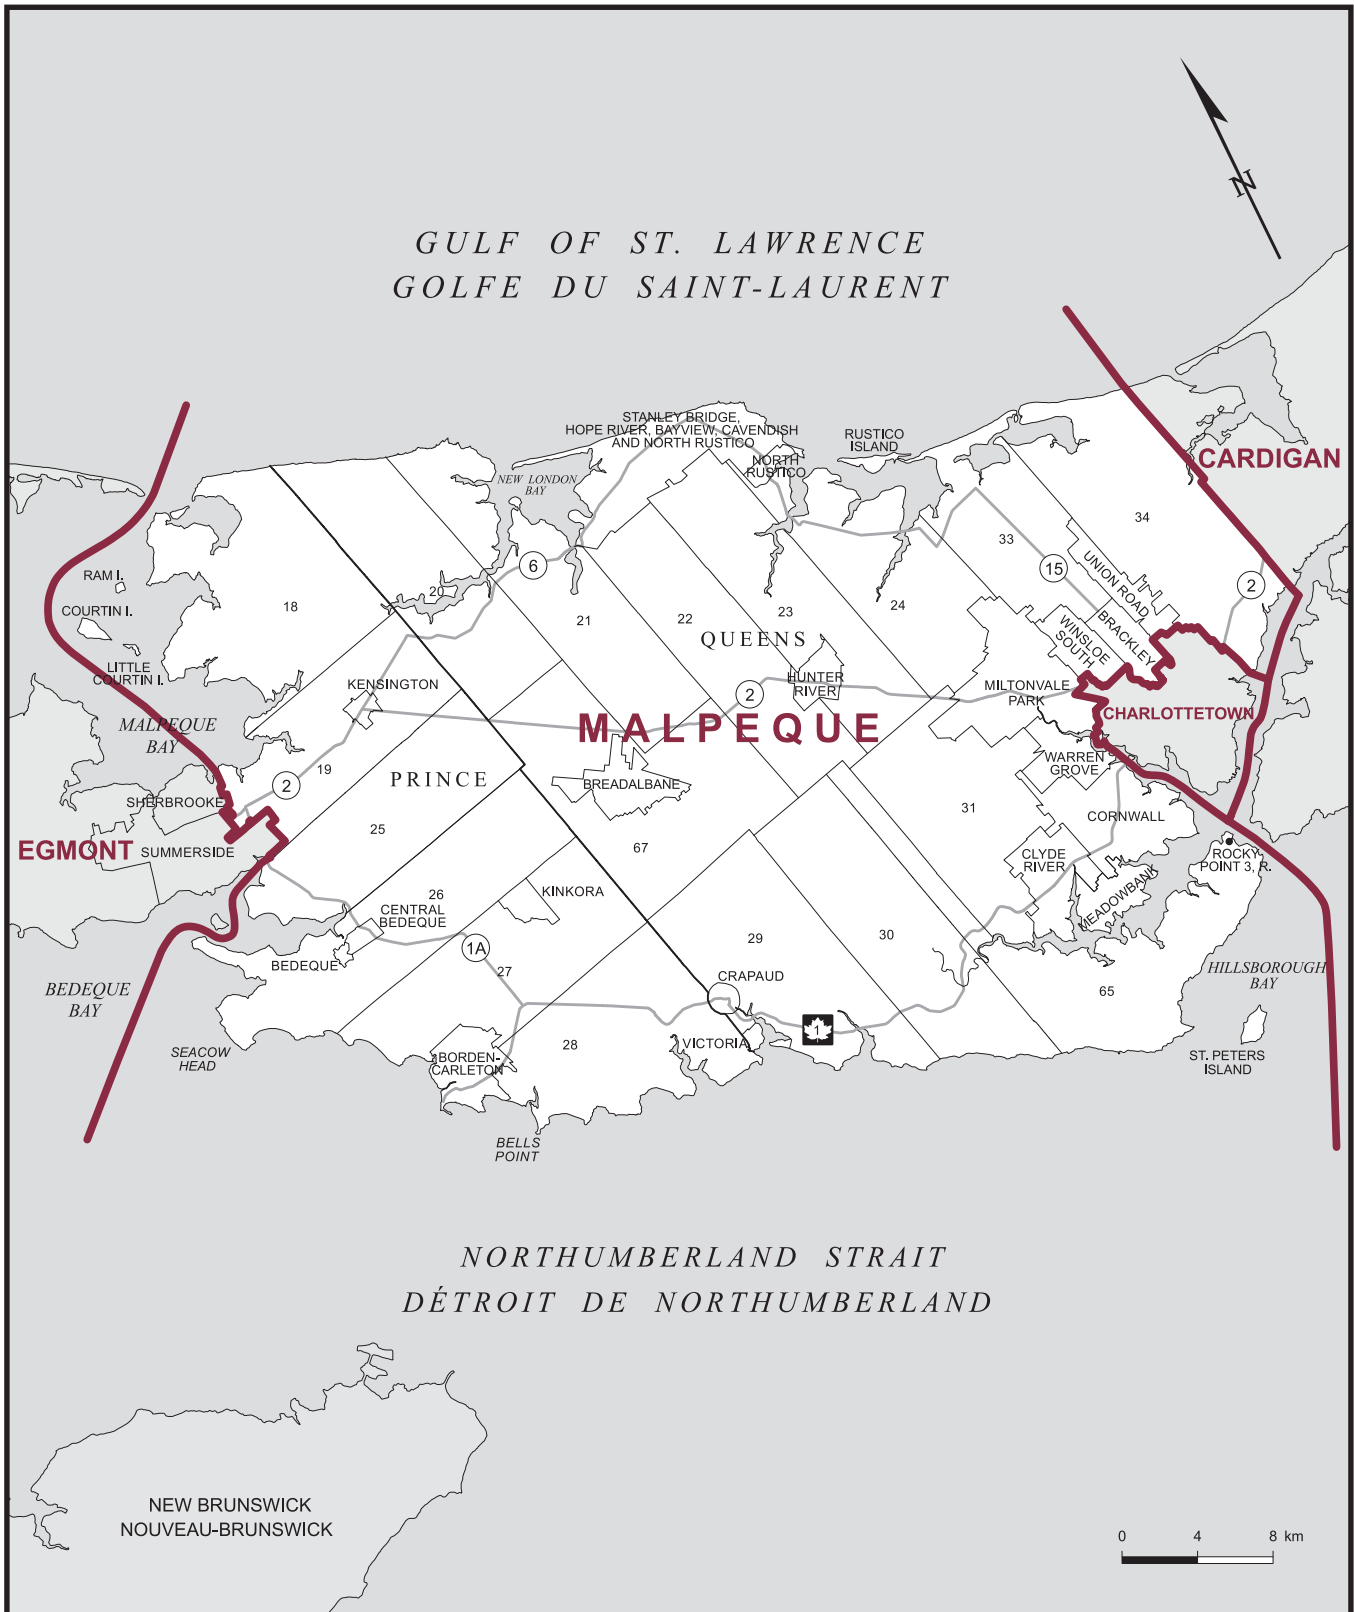 N
GULF OF ST. LAWRENCE
GOLFE DU SAINT-LAURENT
STANLEY BRIDGE,
HOPE RIVER, BAYVIEW, CAVENDISH
AND NORTH RUSTICO
RUSTICO
ISLAND
NORTH
RUSTICO
CARDIGAN
NEW LONDON
BAY
34
33
6
15
UNION ROAD
2
RAM I.
20
18
COURTIN I.
21
22
23
24
BRACKLEY
WINSLOE
SOUTH
QUEENS
LITTLE
COURTIN I.
KENSINGTON
HUNTER
RIVER
2
MILTONVALE
PARK
CHARLOTTETOWN
MALPEQUE
BAY
MALPEQUE
WARREN
GROVE
19
PRINCE
2
BREADALBANE
SHERBROOKE
31
CORNWALL
25
EGMONT
SUMMERSIDE
67
CLYDE
RIVER
ROCKY
POINT 3, R.
MEADOWBANK
26
KINKORA
CENTRAL
BEDEQUE
29
30
1A
BEDEQUE
27
CRAPAUD
HILLSBOROUGH
BAY
BEDEQUE
BAY
65
1
SEACOW
HEAD
28
VICTORIA
BORDEN-
CARLETON
ST. PETERS
ISLAND
BELLS
POINT
NORTHUMBERLAND STRAIT
DÉTROIT DE NORTHUMBERLAND
NEW BRUNSWICK
NOUVEAU-BRUNSWICK
0 4 8 km